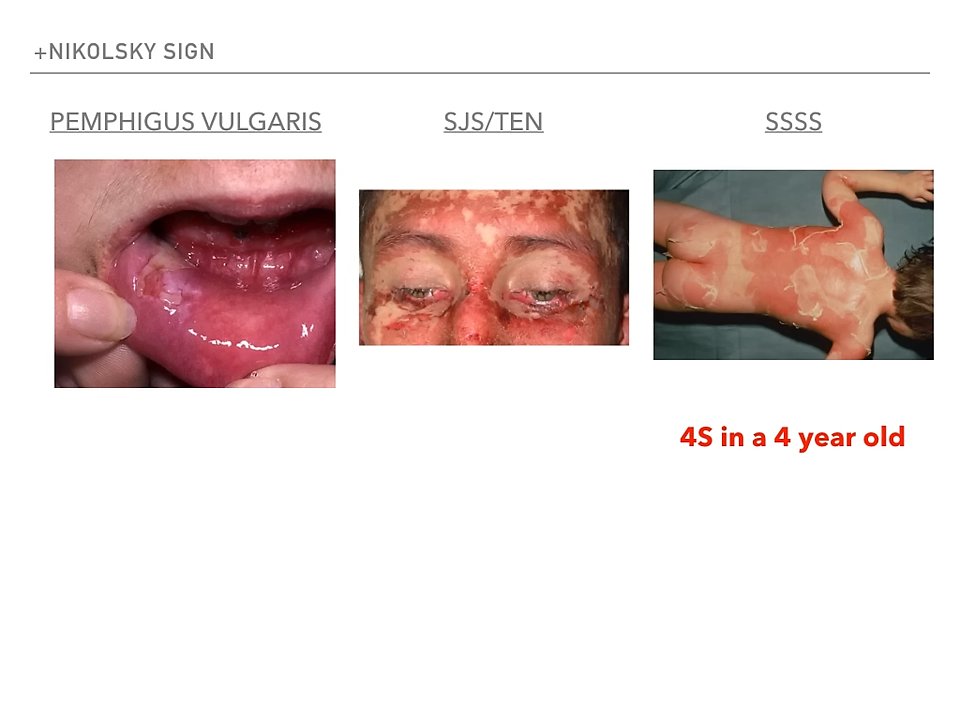 +NIKOLSKY SIGN
PEMPHIGUS VULGARIS
SJS/TEN
SSSS
4S in a 4 year old